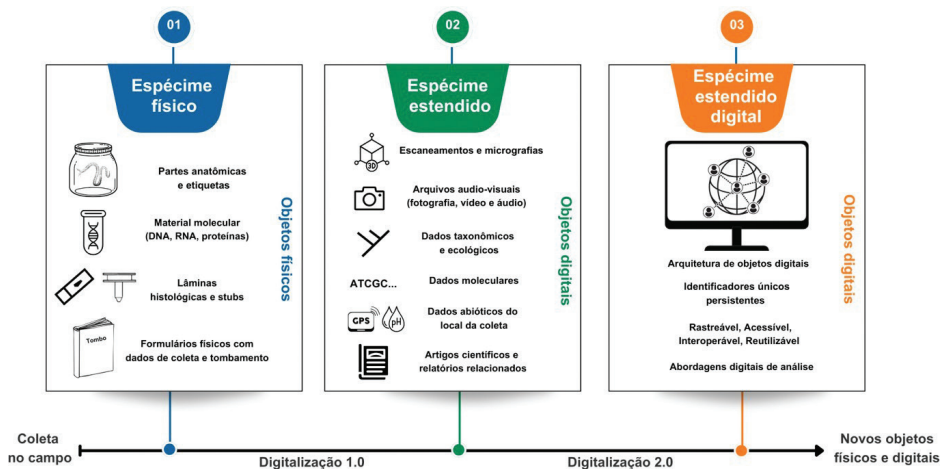 01
Espécime
físico
Partes anatômicas
e etiquetas
Material molecular
(DNA, RNA, proteínas)
Lâminas
histológicas e stubs
Tombo
Formulários físicos com
dados de coleta e tombamento
Objetos físicos
02
Espécime
estendido
3D
Escaneamentos e micrografias
Arquivos audio-visuais
(fotografia, vídeo e áudio)
Dados taxonômicos
e ecológicos
ATCGC...
Dados moleculares
GPS
pH
Dados abióticos do
local da coleta
Artigos científicos e
relatórios relacionados
Objetos digitais
03
Espécime
estendido
digital
Arquitetura de objetos digitais
Identificadores únicos
persistentes
Rastreável, Acessível,
Interoperável, Reutilizável
Abordagens digitais de análise
Objetos digitais
Coleta
no campo
Digitalização 1.0
Digitalização 2.0
Novos objetos
físicos e digitais